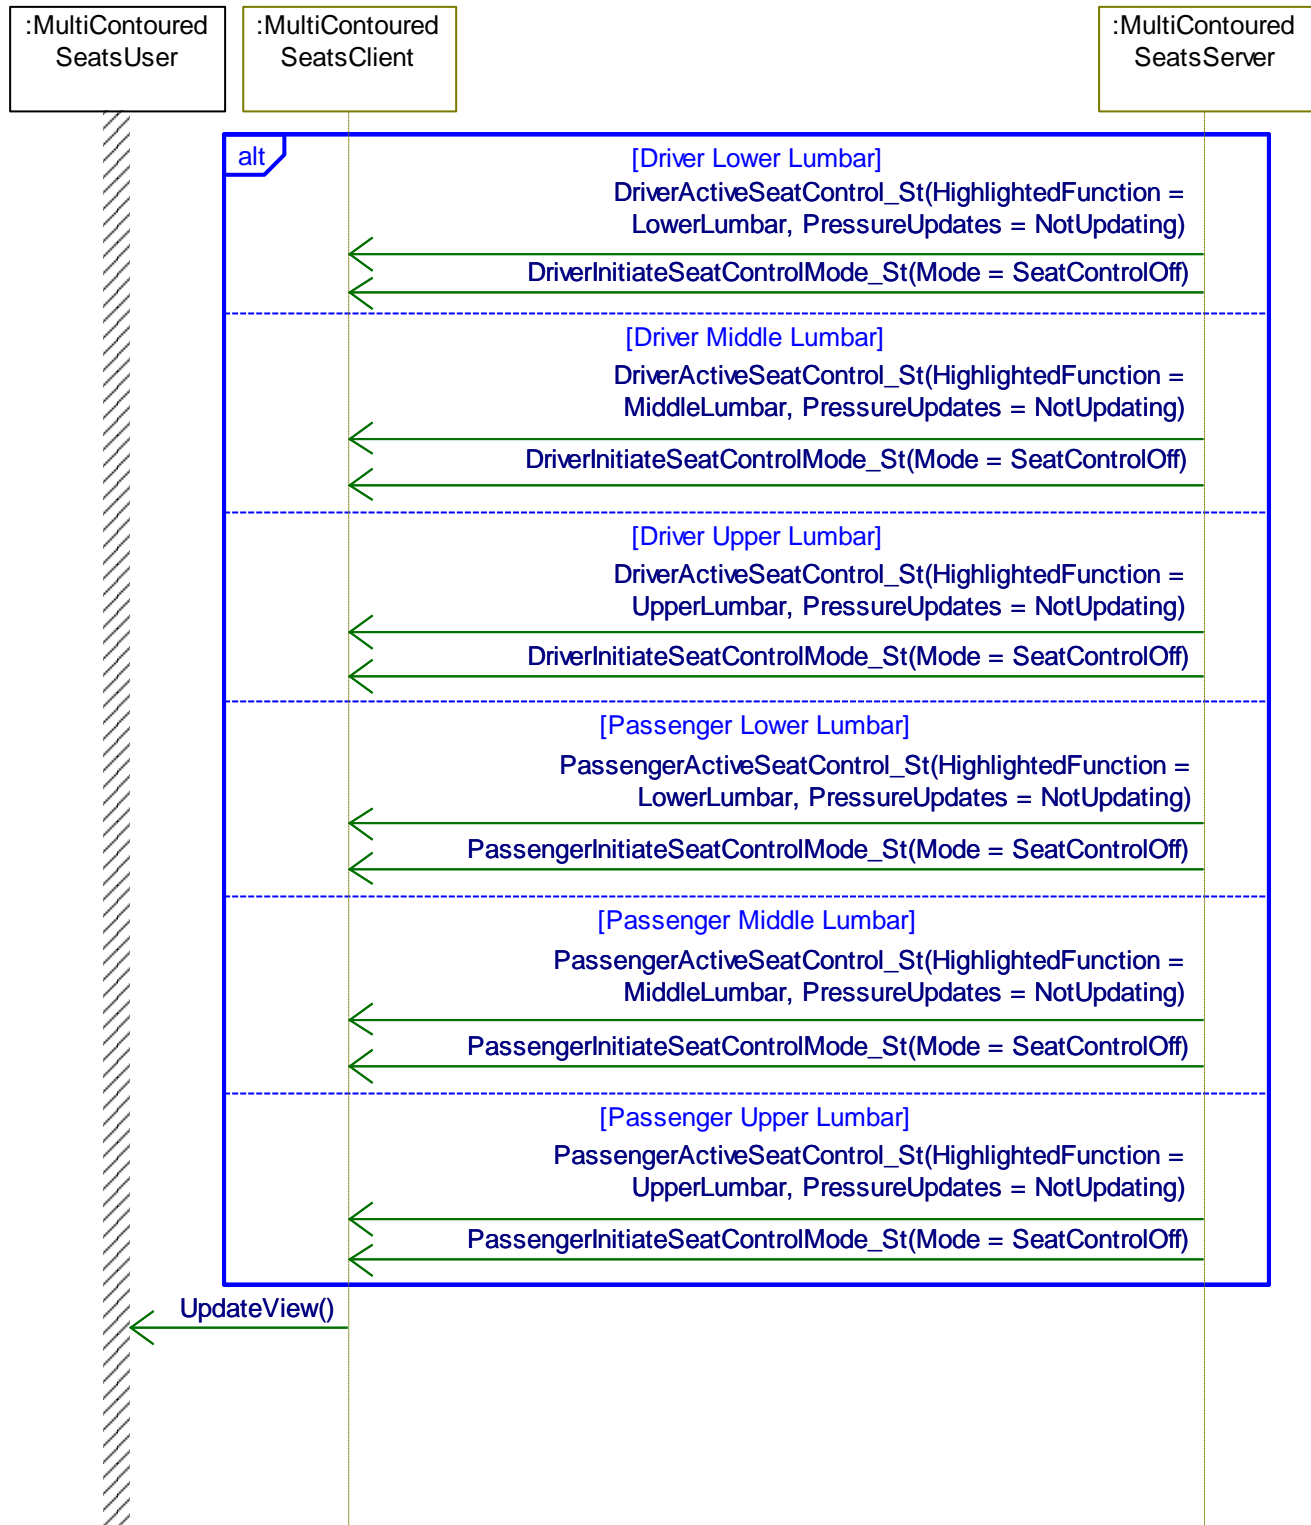 :MultiContoured
SeatsUser
:MultiContoured
SeatsClient
:MultiContoured
SeatsServer
alt
[Driver Lower Lumbar]
DriverActiveSeatControl_St(HighlightedFunction =
LowerLumbar, PressureUpdates = NotUpdating)
DriverInitiateSeatControlMode_St(Mode = SeatControlOff)
[Driver Middle Lumbar]
DriverActiveSeatControl_St(HighlightedFunction =
MiddleLumbar, PressureUpdates = NotUpdating)
DriverInitiateSeatControlMode_St(Mode = SeatControlOff)
[Driver Upper Lumbar]
DriverActiveSeatControl_St(HighlightedFunction =
UpperLumbar, PressureUpdates = NotUpdating)
DriverInitiateSeatControlMode_St(Mode = SeatControlOff)
[Passenger Lower Lumbar]
PassengerActiveSeatControl_St(HighlightedFunction =
LowerLumbar, PressureUpdates = NotUpdating)
PassengerInitiateSeatControlMode_St(Mode = SeatControlOff)
[Passenger Middle Lumbar]
PassengerActiveSeatControl_St(HighlightedFunction =
MiddleLumbar, PressureUpdates = NotUpdating)
PassengerInitiateSeatControlMode_St(Mode = SeatControlOff)
[Passenger Upper Lumbar]
PassengerActiveSeatControl_St(HighlightedFunction =
UpperLumbar, PressureUpdates = NotUpdating)
PassengerInitiateSeatControlMode_St(Mode = SeatControlOff)
UpdateView()